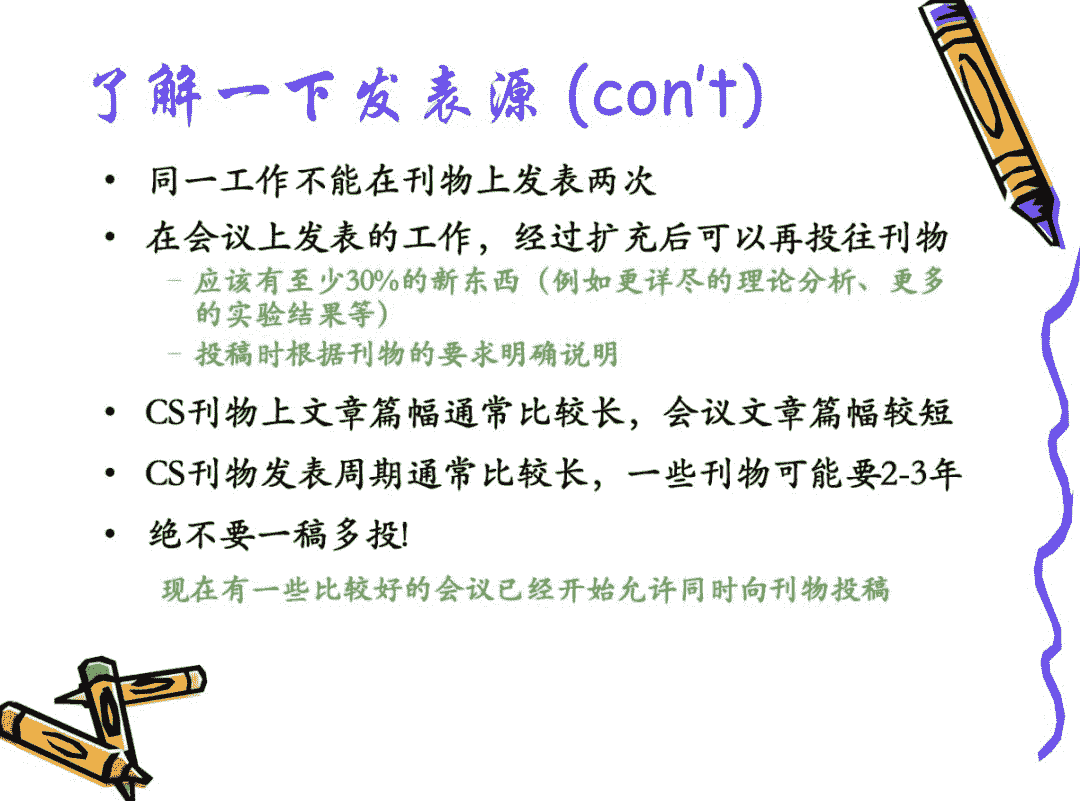 了解一下发表源 (con't)
• 同一工作不能在刊物上发表两次
• 在会议上发表的工作，经过扩充后可以再投往刊物
– 应该有至少30%的新东西（例如更详尽的理论分析、更多
的实验结果等）
– 投稿时根据刊物的要求明确说明
• CS刊物上文章篇幅通常比较长，会议文章篇幅较短
• CS刊物发表周期通常比较长，一些刊物可能要2-3年
• 绝不要一稿多投!
现在有一些比较好的会议已经开始允许同时向刊物投稿